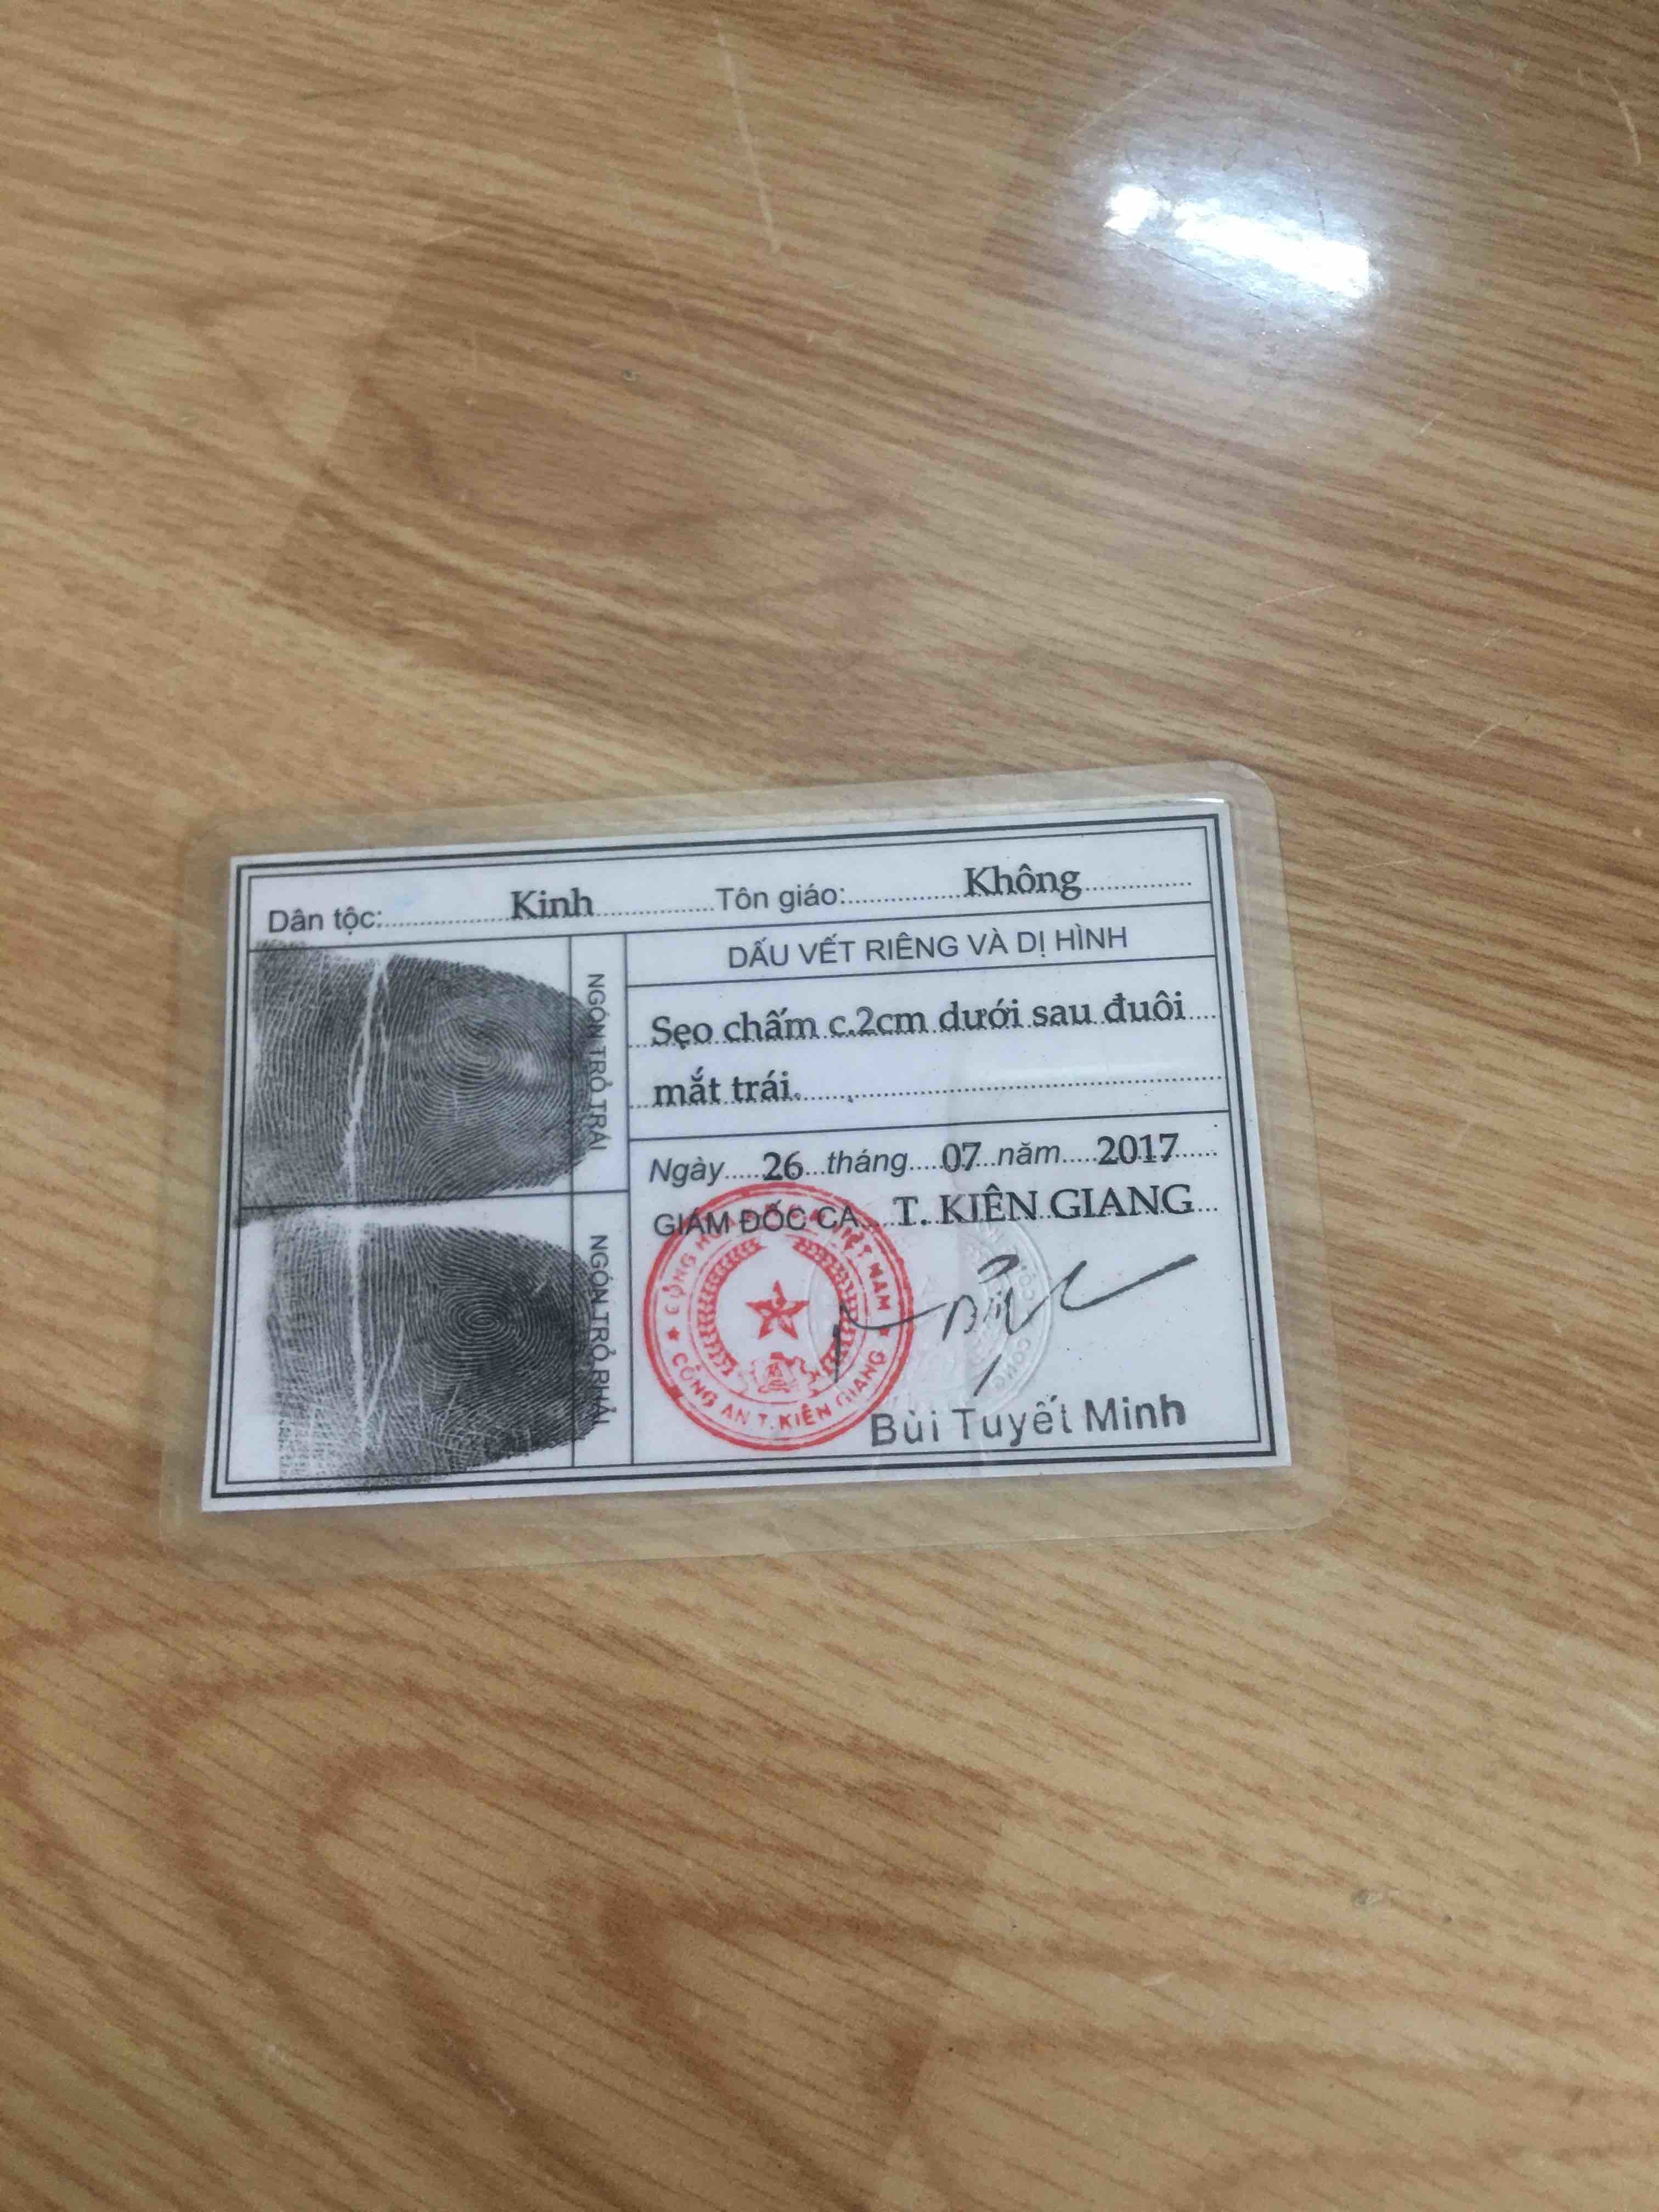 Dân tộc: Kinh Tôn giáo: Không
NGÓN TRỎ TRÁI
NGÓN TRỎ PHẢI
DẤU VẾT RIÊNG VÀ DỊ HÌNH
Sẹo chấm c.2cm dưới sau đuôi
mắt trái.
Ngày 26 tháng 07 năm 2017
GIÁM ĐỐC CA T. KIÊN GIANG
CÔNG AN T. KIÊN GIANG
Bùi Tuyết Minh